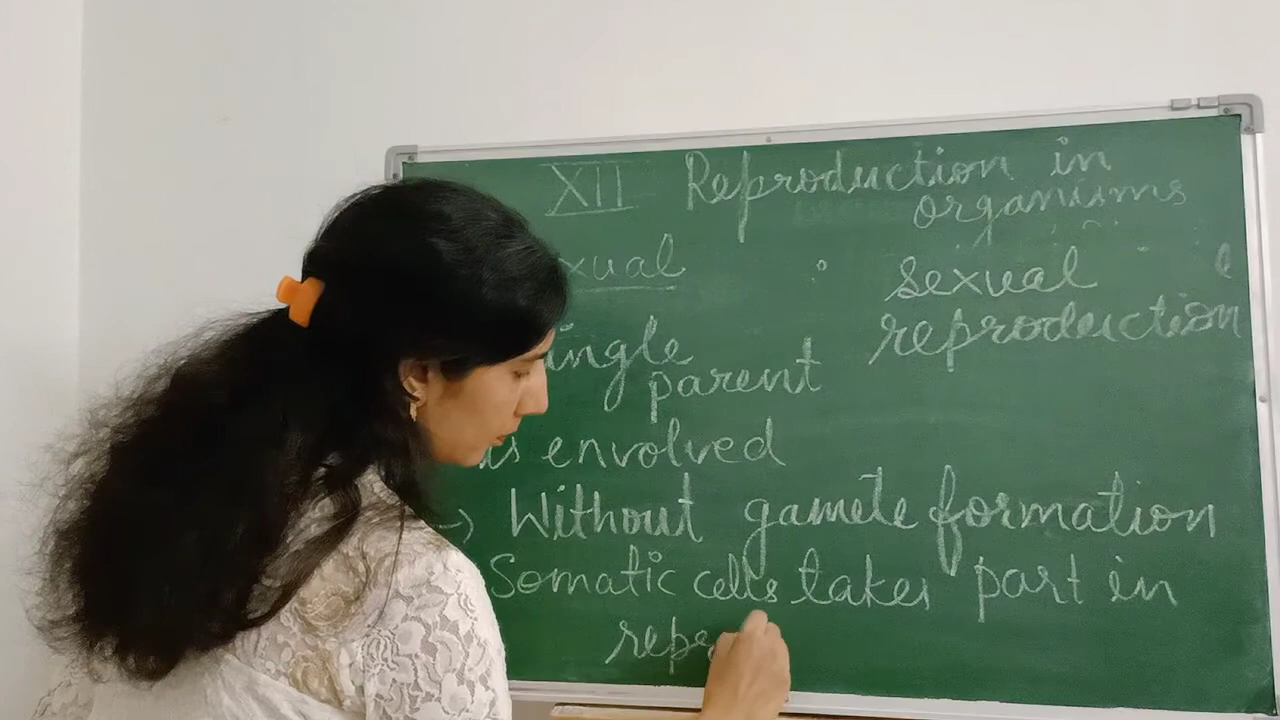 XII Reproduction in
organisms
xual : sexual
reproduction
ingle
parent
is envolved
→ Without gamete formation
Somatic cells takes part in
repr